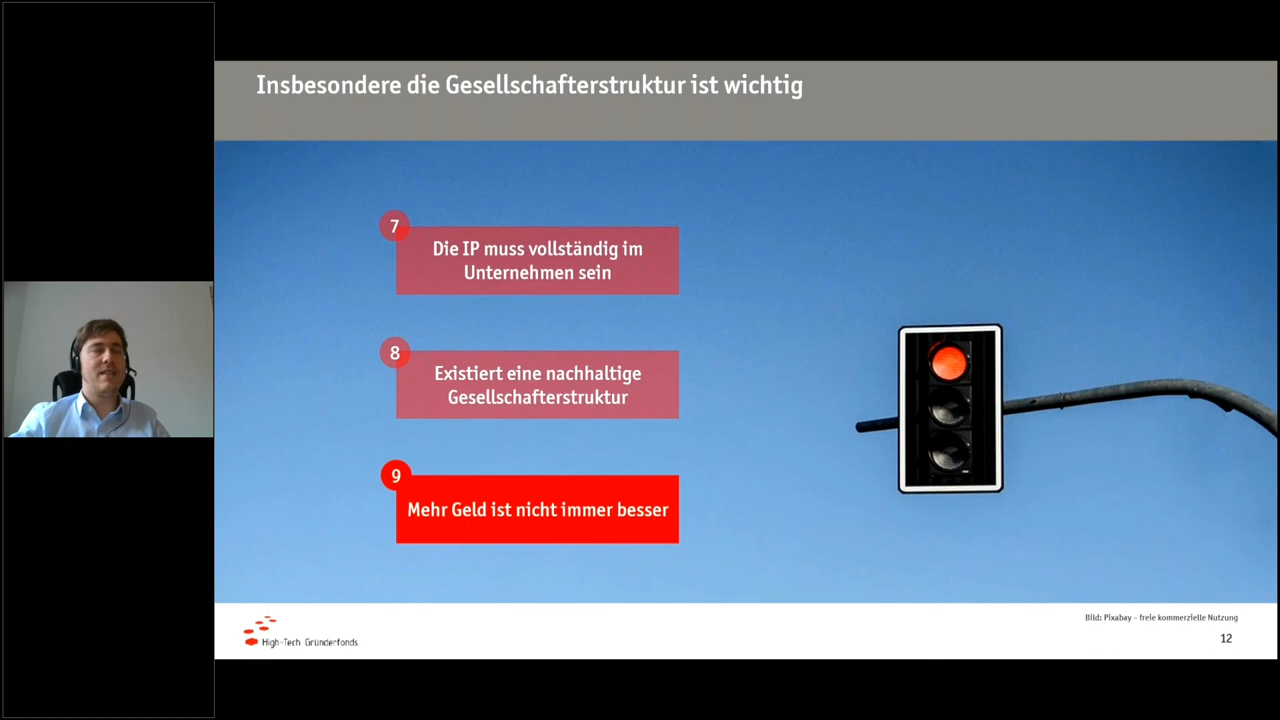 Insbesondere die Gesellschafterstruktur ist wichtig
7
Die IP muss vollständig im
Unternehmen sein
8
Existiert eine nachhaltige
Gesellschafterstruktur
9
Mehr Geld ist nicht immer besser
High-Tech Gründerfonds
Bild: Pixabay – freie kommerzielle Nutzung
12